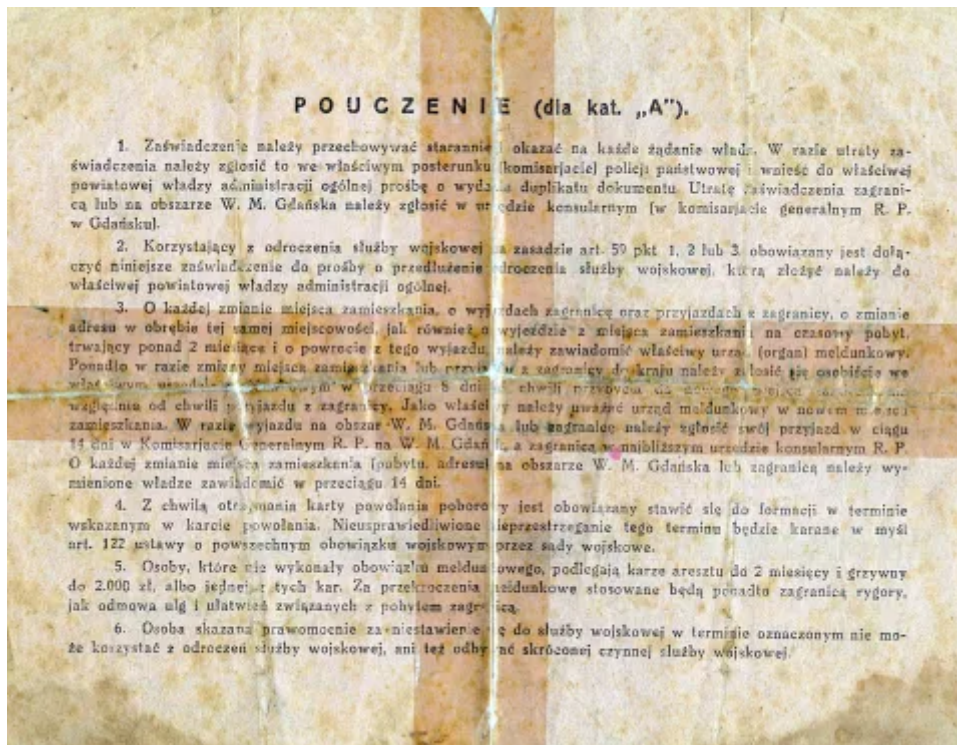 POUCZENIE (dla kat. „A”).
1. Zaświadczenie należy przechowywać starannie i okazać na każde żądanie władz. W razie utraty za-
świadczenia należy zgłosić to we właściwym posterunku (komisarjacie) policji państwowej i wnieść do właściwej
powiatowej władzy administracji ogólnej prośbę o wydanie duplikatu dokumentu. Utratę zaświadczenia zagrani-
cą lub na obszarze W. M. Gdańska należy zgłosić w urzędzie konsularnym (w komisarjacie generalnym R. P.
w Gdańsku).
2. Korzystający z odroczenia służby wojskowej na zasadzie art. 59 pkt. 1, 2 lub 3. obowiązany jest dołą-
czyć niniejsze zaświadczenie do prośby o przedłużenie odroczenia służby wojskowej, którą złożyć należy do
właściwej powiatowej władzy administracji ogólnej.
3. O każdej zmianie miejsca zamieszkania, o wyjazdach zagranicę oraz przyjazdach z zagranicy, o zmianie
adresu w obrębie tej samej miejscowości, jak również o wyjeździe z miejsca zamieszkania na czasowy pobyt,
trwający ponad 2 miesiące i o powrocie z tego wyjazdu, należy zawiadomić właściwy urząd (organ) meldunkowy.
Ponadto w razie zmiany miejsca zamieszkania lub przyjazdu z zagranicy do kraju należy zgłosić się osobiście we
właściwym w przeciągu 8 dni od chwili przybycia do nowego miejsca
względnie od chwili przyjazdu z zagranicy. Jako właściwy należy uważać urząd meldunkowy w nowem miejscu
zamieszkania. W razie wyjazdu na obszar W. M. Gdańska lub zagranicę należy zgłosić swój przyjazd w ciągu
14 dni w Komisarjacie Generalnym R. P. na W. M. Gdańsk, a zagranicą w najbliższym urzędzie konsularnym R. P.
O każdej zmianie miejsca zamieszkania (pobytu, adresu) na obszarze W. M. Gdańska lub zagranicą należy wy-
mienione władze zawiadomić w przeciągu 14 dni.
4. Z chwilą otrzymania karty powołania poborowy jest obowiązany stawić się do formacji w terminie
wskazanym w karcie powołania. Nieusprawiedliwione nieprzestrzeganie tego terminu będzie karane w myśl
art. 122 ustawy o powszechnym obowiązku wojskowym przez sądy wojskowe.
5. Osoby, które nie wykonały obowiązku meldunkowego, podlegają karze aresztu do 2 miesięcy i grzywny
do 2.000 zł, albo jednej z tych kar. Za przekroczenia meldunkowe stosowane będą ponadto zagranicą rygory,
jak odmowa ulg i ułatwień związanych z pobytem zagranicą.
6. Osoba skazana prawomocnie za niestawienie się do służby wojskowej w terminie oznaczonym nie mo-
że korzystać z odroczeń służby wojskowej, ani też odbywać skróconej czynnej służby wojskowej.